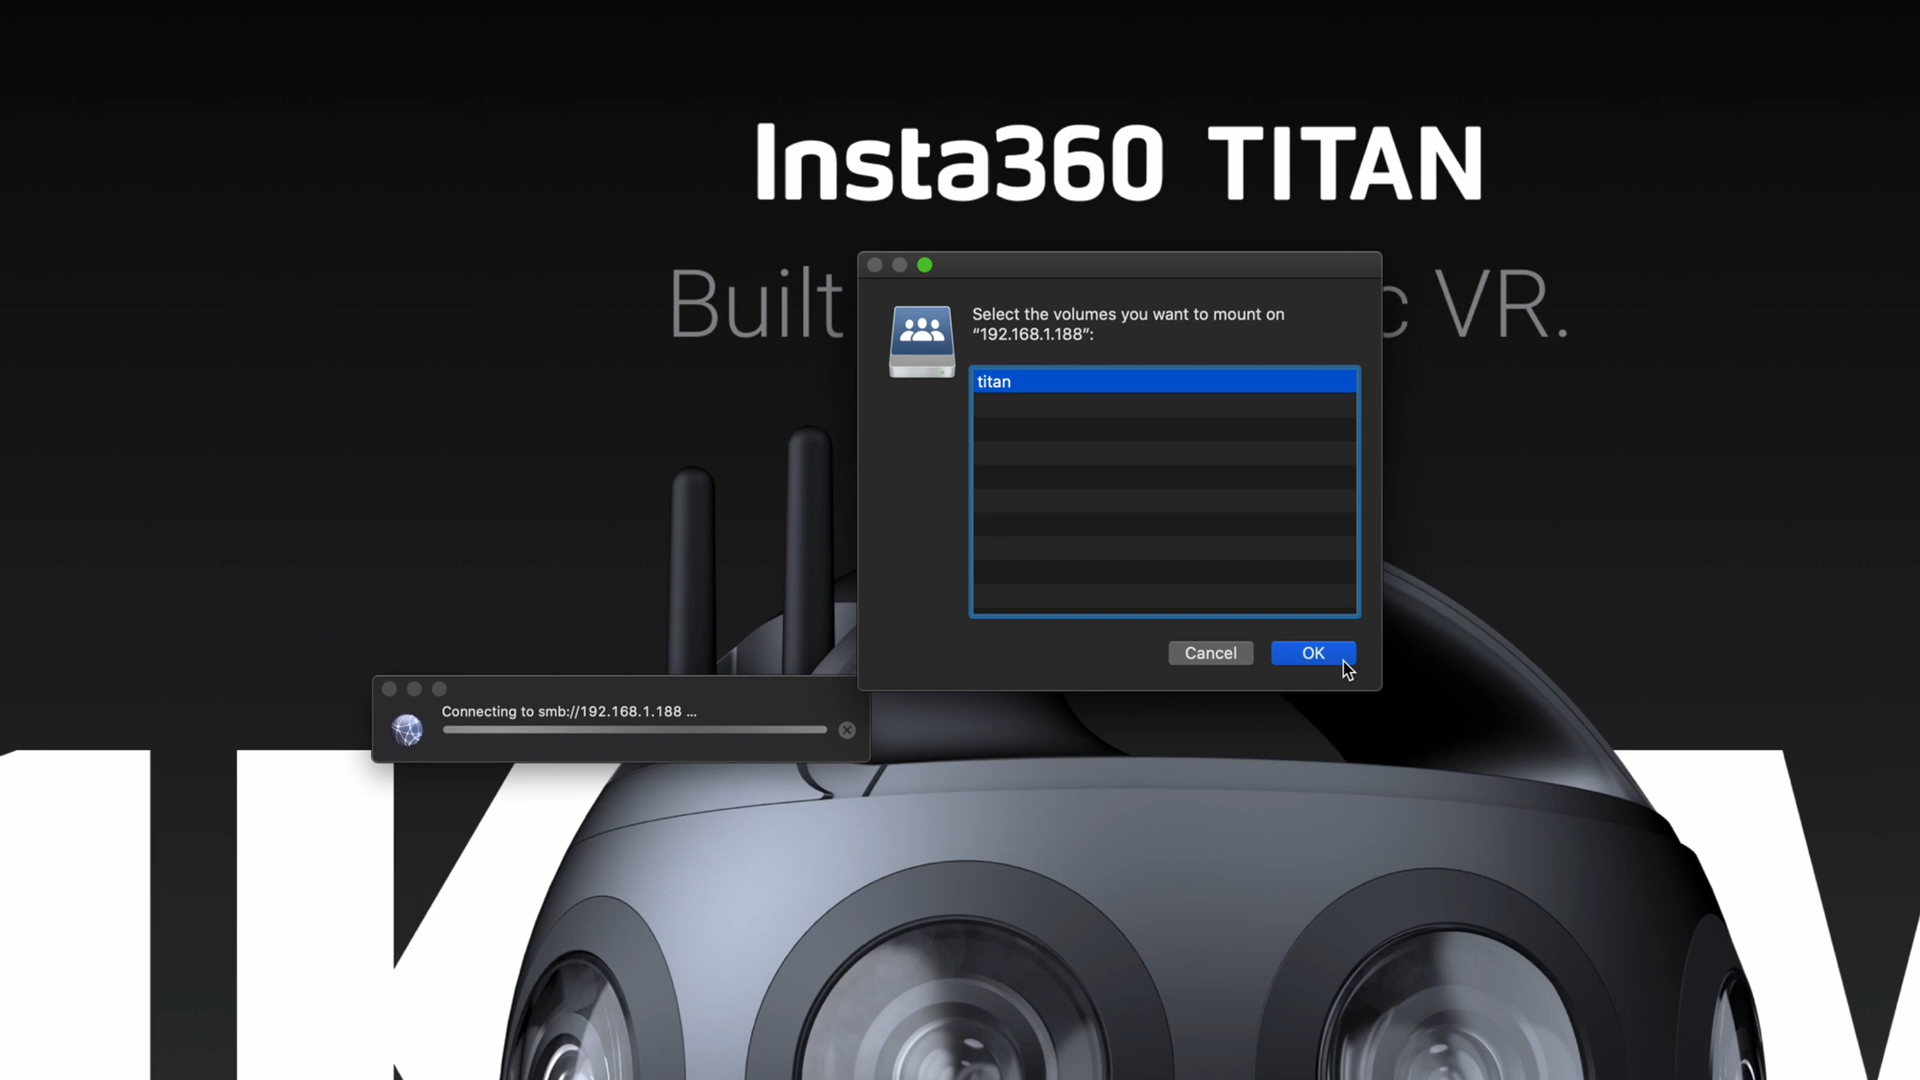 Insta360 TITAN
Built
c VR.
Select the volumes you want to mount on
“192.168.1.188”:
titan
Cancel
OK
Connecting to smb://192.168.1.188 ...